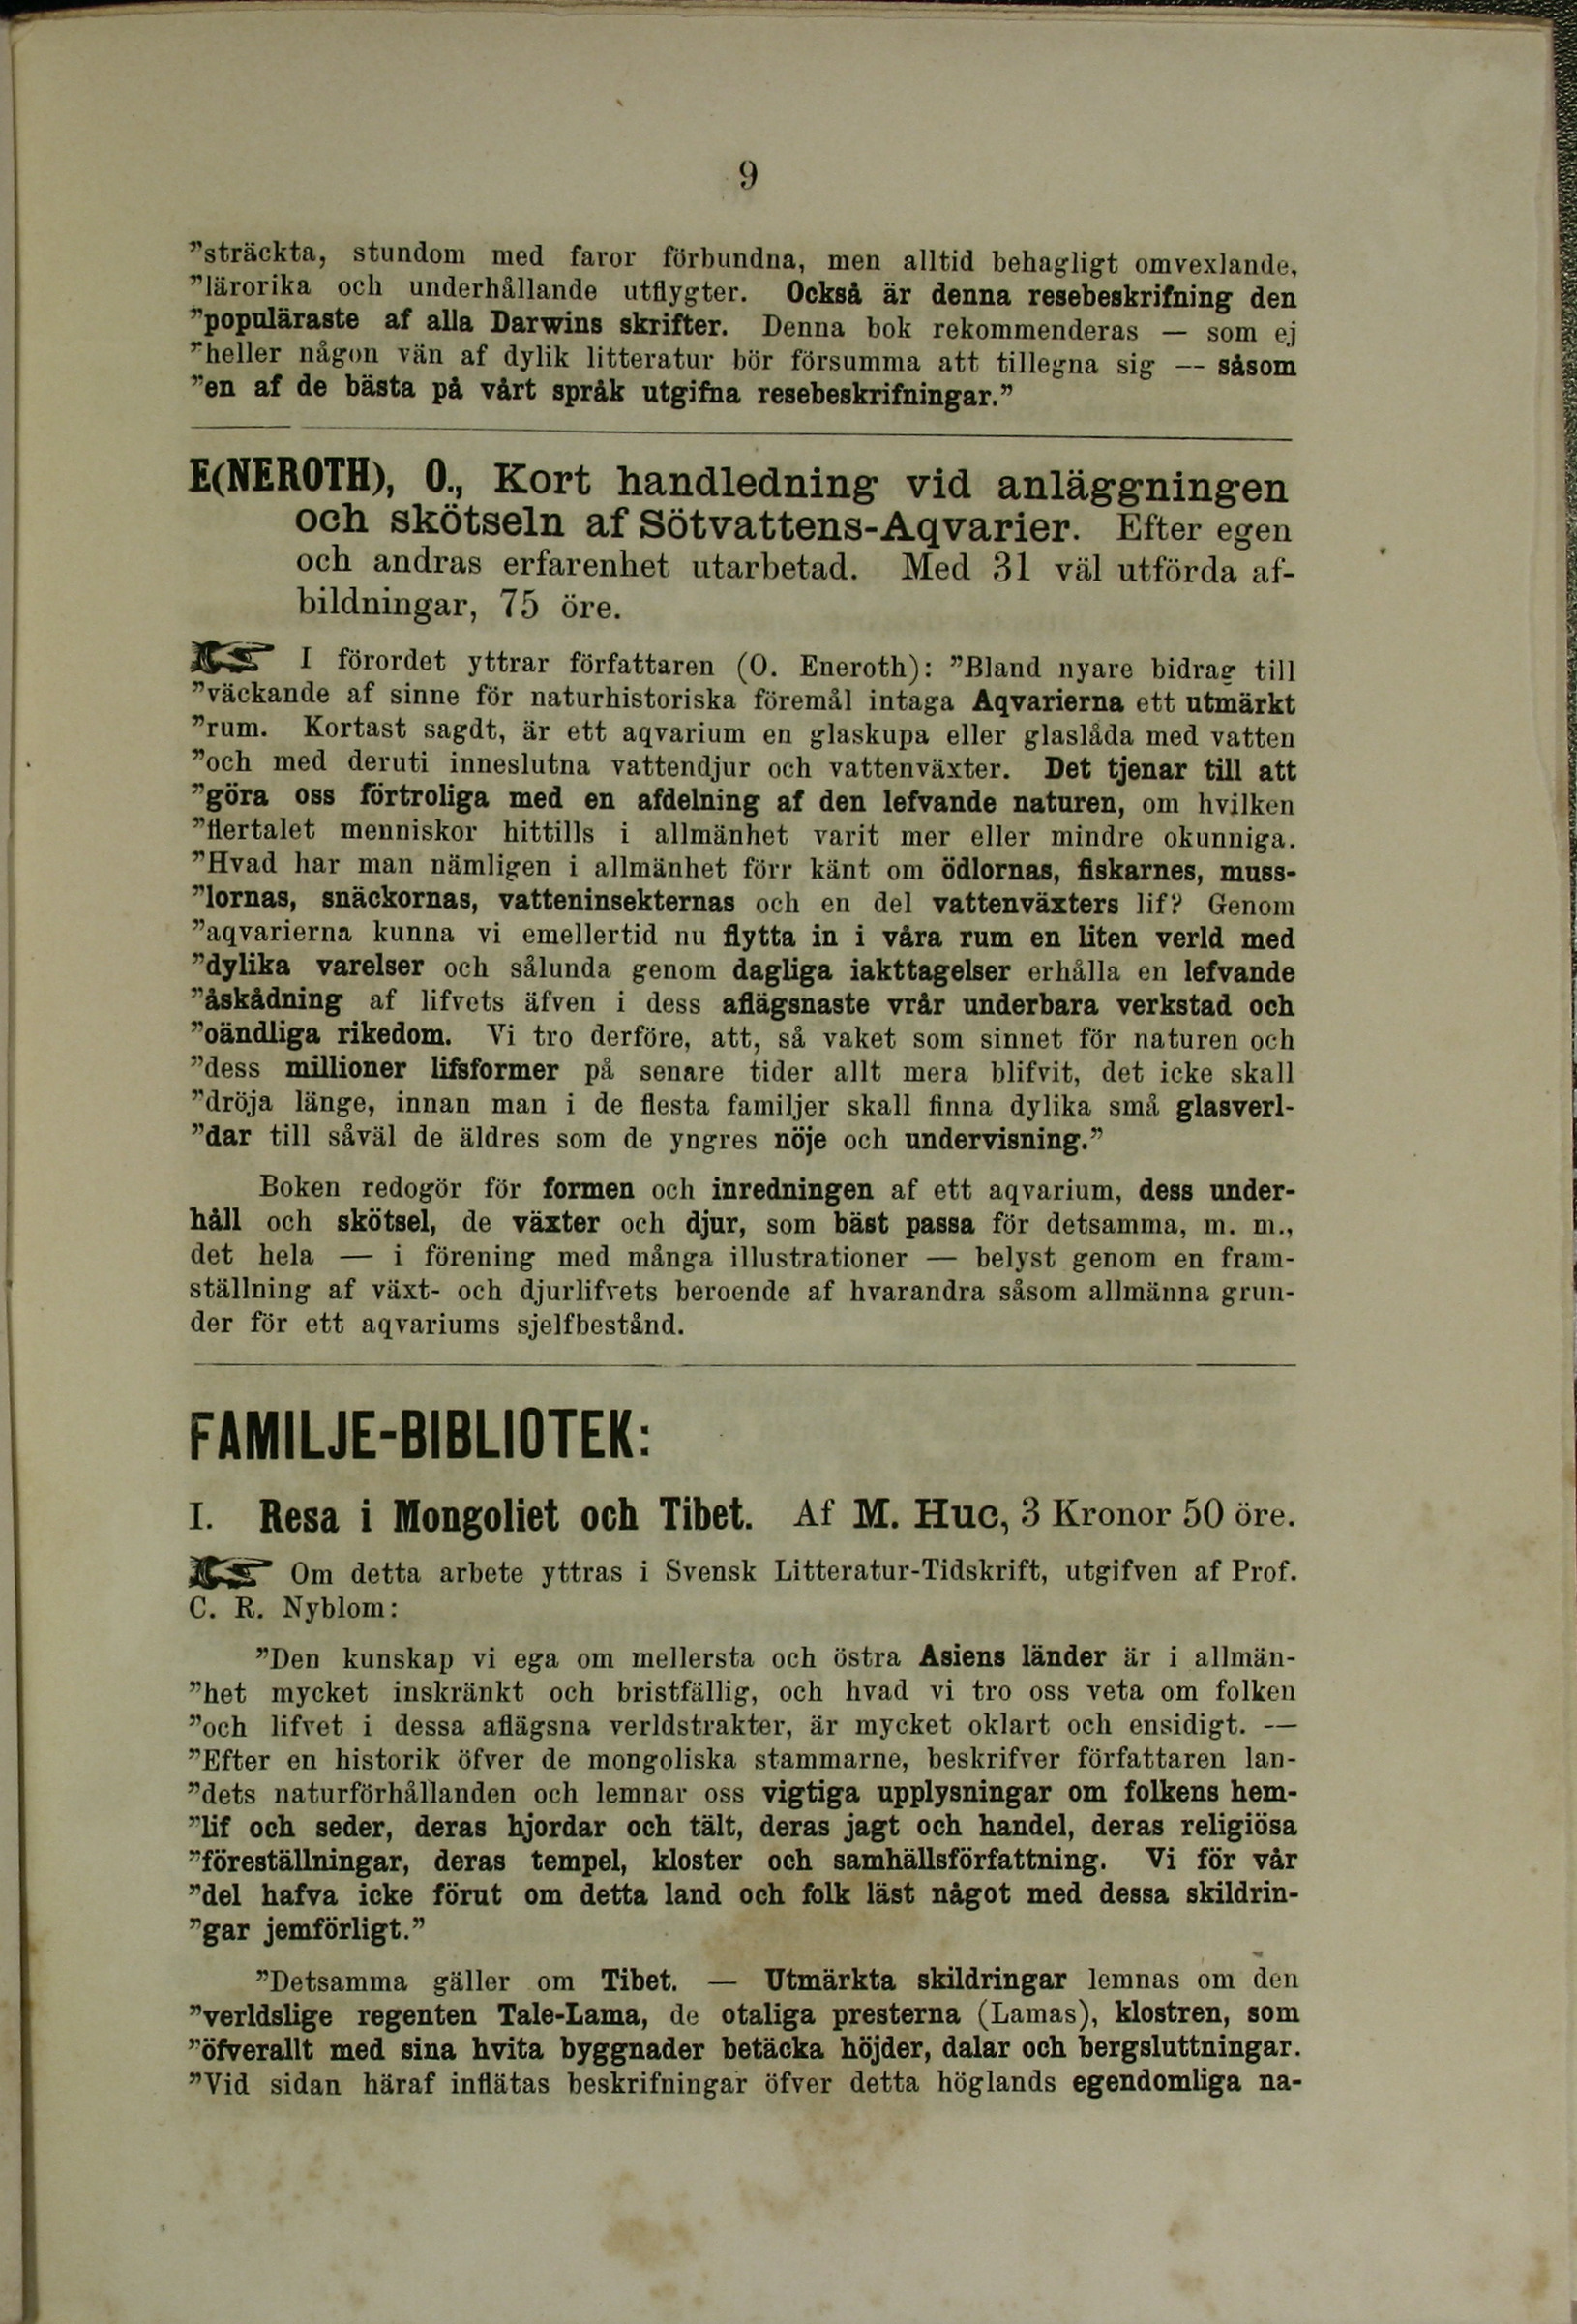 9
”sträckta, stundom med faror förbundna, men alltid behagligt omvexlande,
”lärorika och underhållande utflygter. Också är denna resebeskrifning den
”populäraste af alla Darwins skrifter. Denna bok rekommenderas — som ej
”heller någon vän af dylik litteratur bör försumma att tillegna sig — såsom
”en af de bästa på vårt språk utgifna resebeskrifningar.”
E(NEROTH), O., Kort handledning vid anläggningen
och skötseln af Sötvattens-Aqvarier. Efter egen
och andras erfarenhet utarbetad. Med 31 väl utförda af-
bildningar, 75 öre.
☞ I förordet yttrar författaren (O. Eneroth): ”Bland nyare bidrag till
”väckande af sinne för naturhistoriska föremål intaga Aqvarierna ett utmärkt
”rum. Kortast sagdt, är ett aqvarium en glaskupa eller glaslåda med vatten
”och med deruti inneslutna vattendjur och vattenväxter. Det tjenar till att
”göra oss förtroliga med en afdelning af den lefvande naturen, om hvilken
”flertalet menniskor hittills i allmänhet varit mer eller mindre okunniga.
”Hvad har man nämligen i allmänhet förr känt om ödlornas, fiskarnes, muss-
”lornas, snäckornas, vatteninsekternas och en del vattenväxters lif? Genom
”aqvarierna kunna vi emellertid nu flytta in i våra rum en liten verld med
”dylika varelser och sålunda genom dagliga iakttagelser erhålla en lefvande
”åskådning af lifvets äfven i dess aflägsnaste vrår underbara verkstad och
”oändliga rikedom. Vi tro derföre, att, så vaket som sinnet för naturen och
”dess millioner lifsformer på senare tider allt mera blifvit, det icke skall
”dröja länge, innan man i de flesta familjer skall finna dylika små glasverl-
”dar till såväl de äldres som de yngres nöje och undervisning.”
Boken redogör för formen och inredningen af ett aqvarium, dess under-
håll och skötsel, de växter och djur, som bäst passa för detsamma, m. m.,
det hela — i förening med många illustrationer — belyst genom en fram-
ställning af växt- och djurlifvets beroende af hvarandra såsom allmänna grun-
der för ett aqvariums sjelfbestånd.
FAMILJE-BIBLIOTEK:
I. Resa i Mongoliet och Tibet. Af M. Huc, 3 Kronor 50 öre.
☞ Om detta arbete yttras i Svensk Litteratur-Tidskrift, utgifven af Prof.
C. R. Nyblom:
”Den kunskap vi ega om mellersta och östra Asiens länder är i allmän-
”het mycket inskränkt och bristfällig, och hvad vi tro oss veta om folken
”och lifvet i dessa aflägsna verldstrakter, är mycket oklart och ensidigt. —
”Efter en historik öfver de mongoliska stammarne, beskrifver författaren lan-
”dets naturförhållanden och lemnar oss vigtiga upplysningar om folkens hem-
”lif och seder, deras hjordar och tält, deras jagt och handel, deras religiösa
”föreställningar, deras tempel, kloster och samhällsförfattning. Vi för vår
”del hafva icke förut om detta land och folk läst något med dessa skildrin-
”gar jemförligt.”
”Detsamma gäller om Tibet. — Utmärkta skildringar lemnas om den
”verldslige regenten Tale-Lama, de otaliga presterna (Lamas), klostren, som
”öfverallt med sina hvita byggnader betäcka höjder, dalar och bergsluttningar.
”Vid sidan häraf inflätas beskrifningar öfver detta höglands egendomliga na-